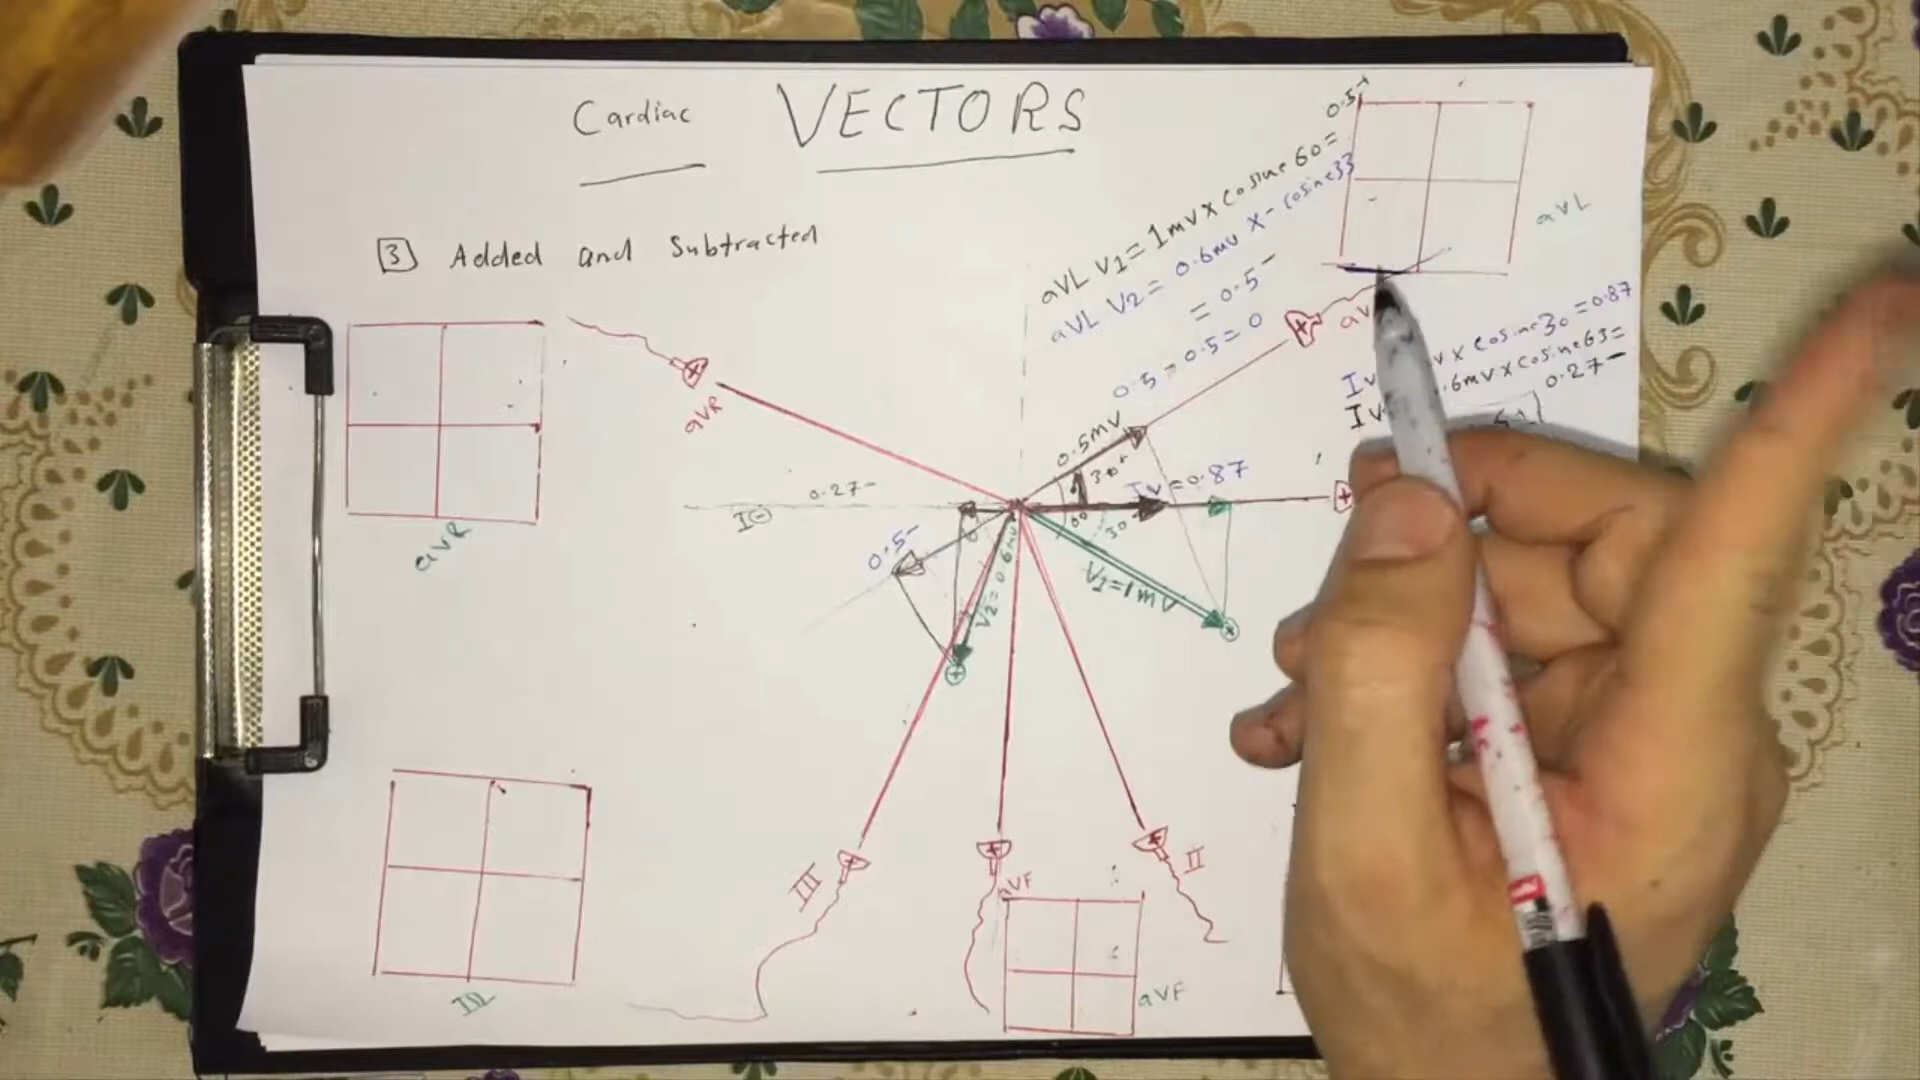 Cardiac VECTORS
3 Added and Subtracted
0.5-
aVL V1 = 1mV x Cosine 60 =
aVL V2 = 0.6mV x - cosine 33
= 0.5-
0.5 = 0.5 = 0
aVL
aV
I V x Cosine 30 = 0.87
I V .6mV x Cosine 63 =
0.27-
aVR
aVR
0.5mV
30°
IV = 0.87
0.27-
I⊖
60
30
0.5-
V2 = 0.6mV
V1 = 1mV
III
aVF
II
III
aVF